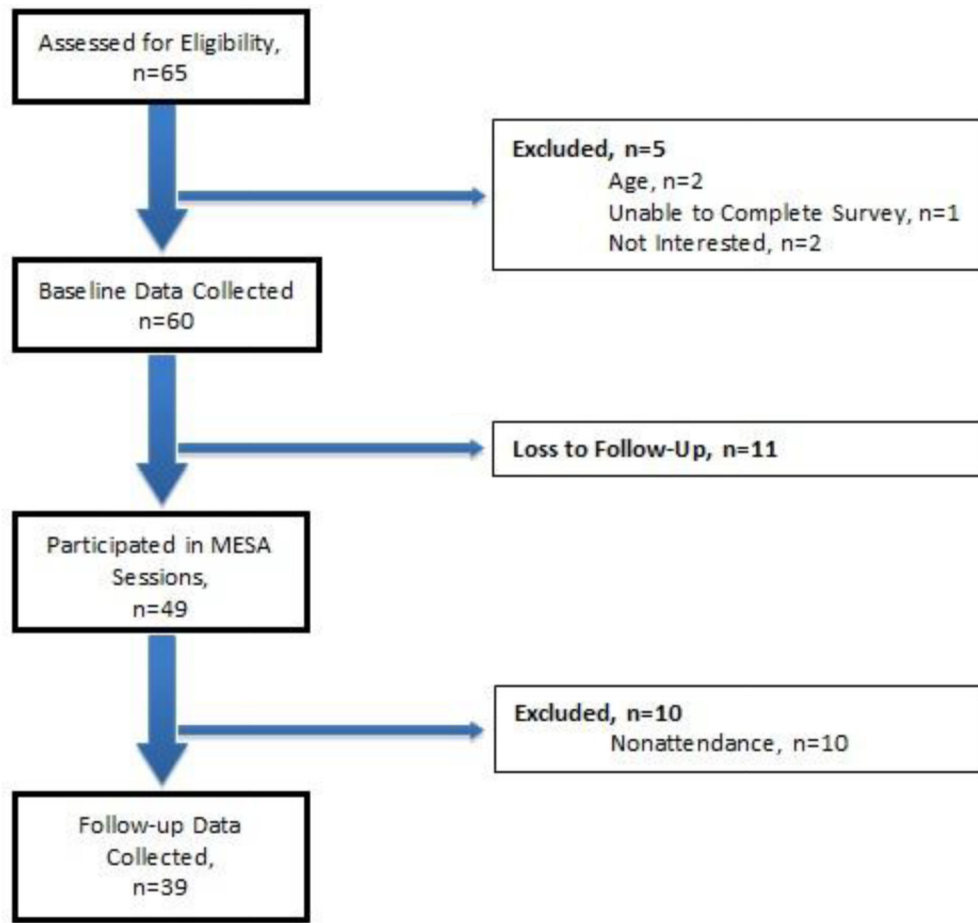 Assessed for Eligibility,
n=65
Excluded, n=5
Age, n=2
Unable to Complete Survey, n=1
Not Interested, n=2
Baseline Data Collected
n=60
Loss to Follow-Up, n=11
Participated in MESA
Sessions,
n=49
Excluded, n=10
Nonattendance, n=10
Follow-up Data
Collected,
n=39